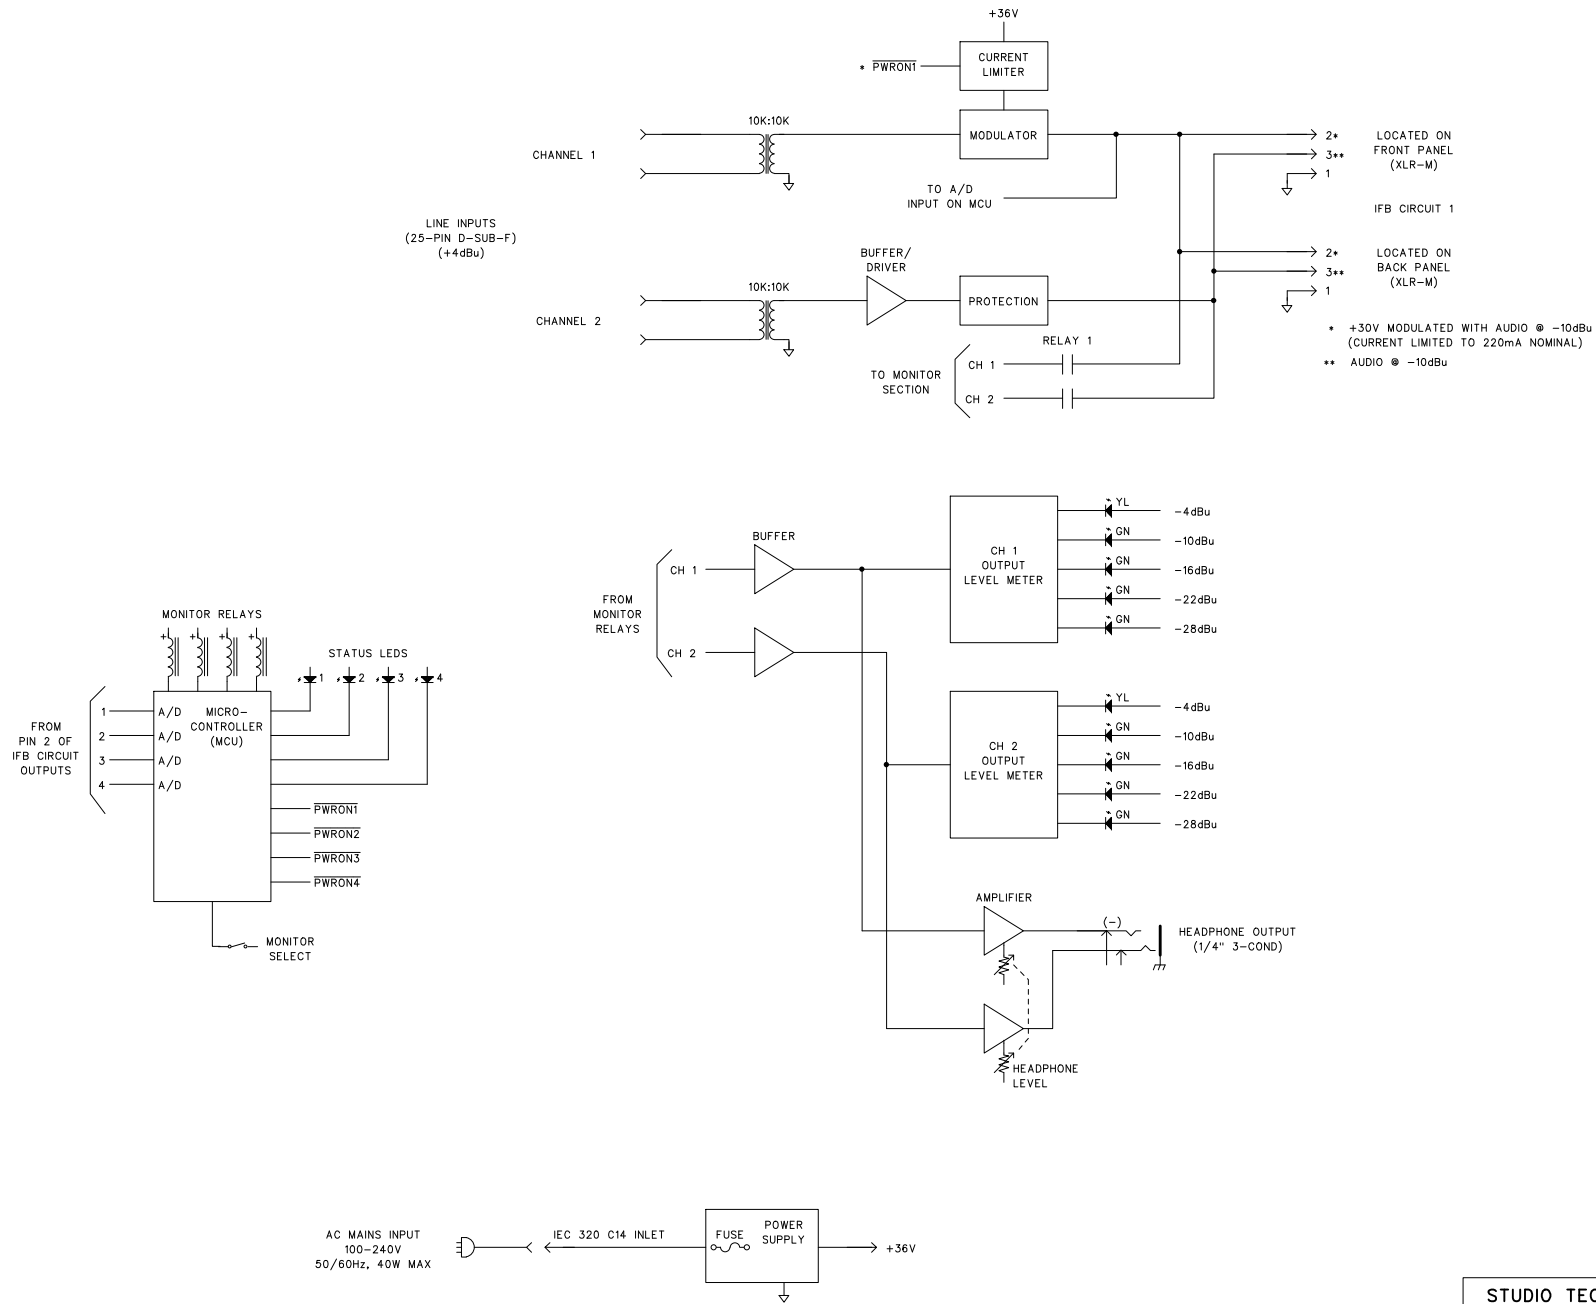 +36V
CURRENT
LIMITER
* PWRON1
10K:10K
MODULATOR
CHANNEL 1
2*
3**
1
LOCATED ON
FRONT PANEL
(XLR-M)
TO A/D
INPUT ON MCU
IFB CIRCUIT 1
LINE INPUTS
(25-PIN D-SUB-F)
(+4dBu)
BUFFER/
DRIVER
2*
3**
1
LOCATED ON
BACK PANEL
(XLR-M)
10K:10K
PROTECTION
CHANNEL 2
* +30V MODULATED WITH AUDIO @ -10dBu
(CURRENT LIMITED TO 220mA NOMINAL)
** AUDIO @ -10dBu
RELAY 1
TO MONITOR
SECTION
CH 1
CH 2
BUFFER
FROM
MONITOR
RELAYS
CH 1
CH 2
CH 1
OUTPUT
LEVEL METER
YL -4dBu
GN -10dBu
GN -16dBu
GN -22dBu
GN -28dBu
CH 2
OUTPUT
LEVEL METER
YL -4dBu
GN -10dBu
GN -16dBu
GN -22dBu
GN -28dBu
MONITOR RELAYS
+ + + +
STATUS LEDS
1 2 3 4
FROM
PIN 2 OF
IFB CIRCUIT
OUTPUTS
1 A/D
2 A/D
3 A/D
4 A/D
MICRO-
CONTROLLER
(MCU)
PWRON1
PWRON2
PWRON3
PWRON4
MONITOR
SELECT
AMPLIFIER
(-)
HEADPHONE OUTPUT
(1/4" 3-COND)
HEADPHONE
LEVEL
AC MAINS INPUT
100-240V
50/60Hz, 40W MAX
IEC 320 C14 INLET
FUSE
POWER
SUPPLY
+36V
STUDIO